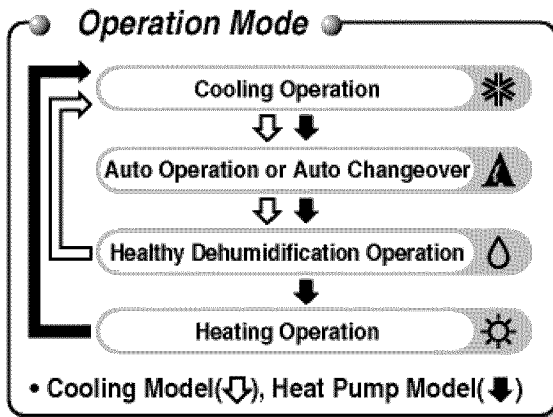 Operation Mode
Cooling Operation
Auto Operation or Auto Changeover
Healthy Dehumidification Operation
Heating Operation
• Cooling Model(⇩), Heat Pump Model(⬇)